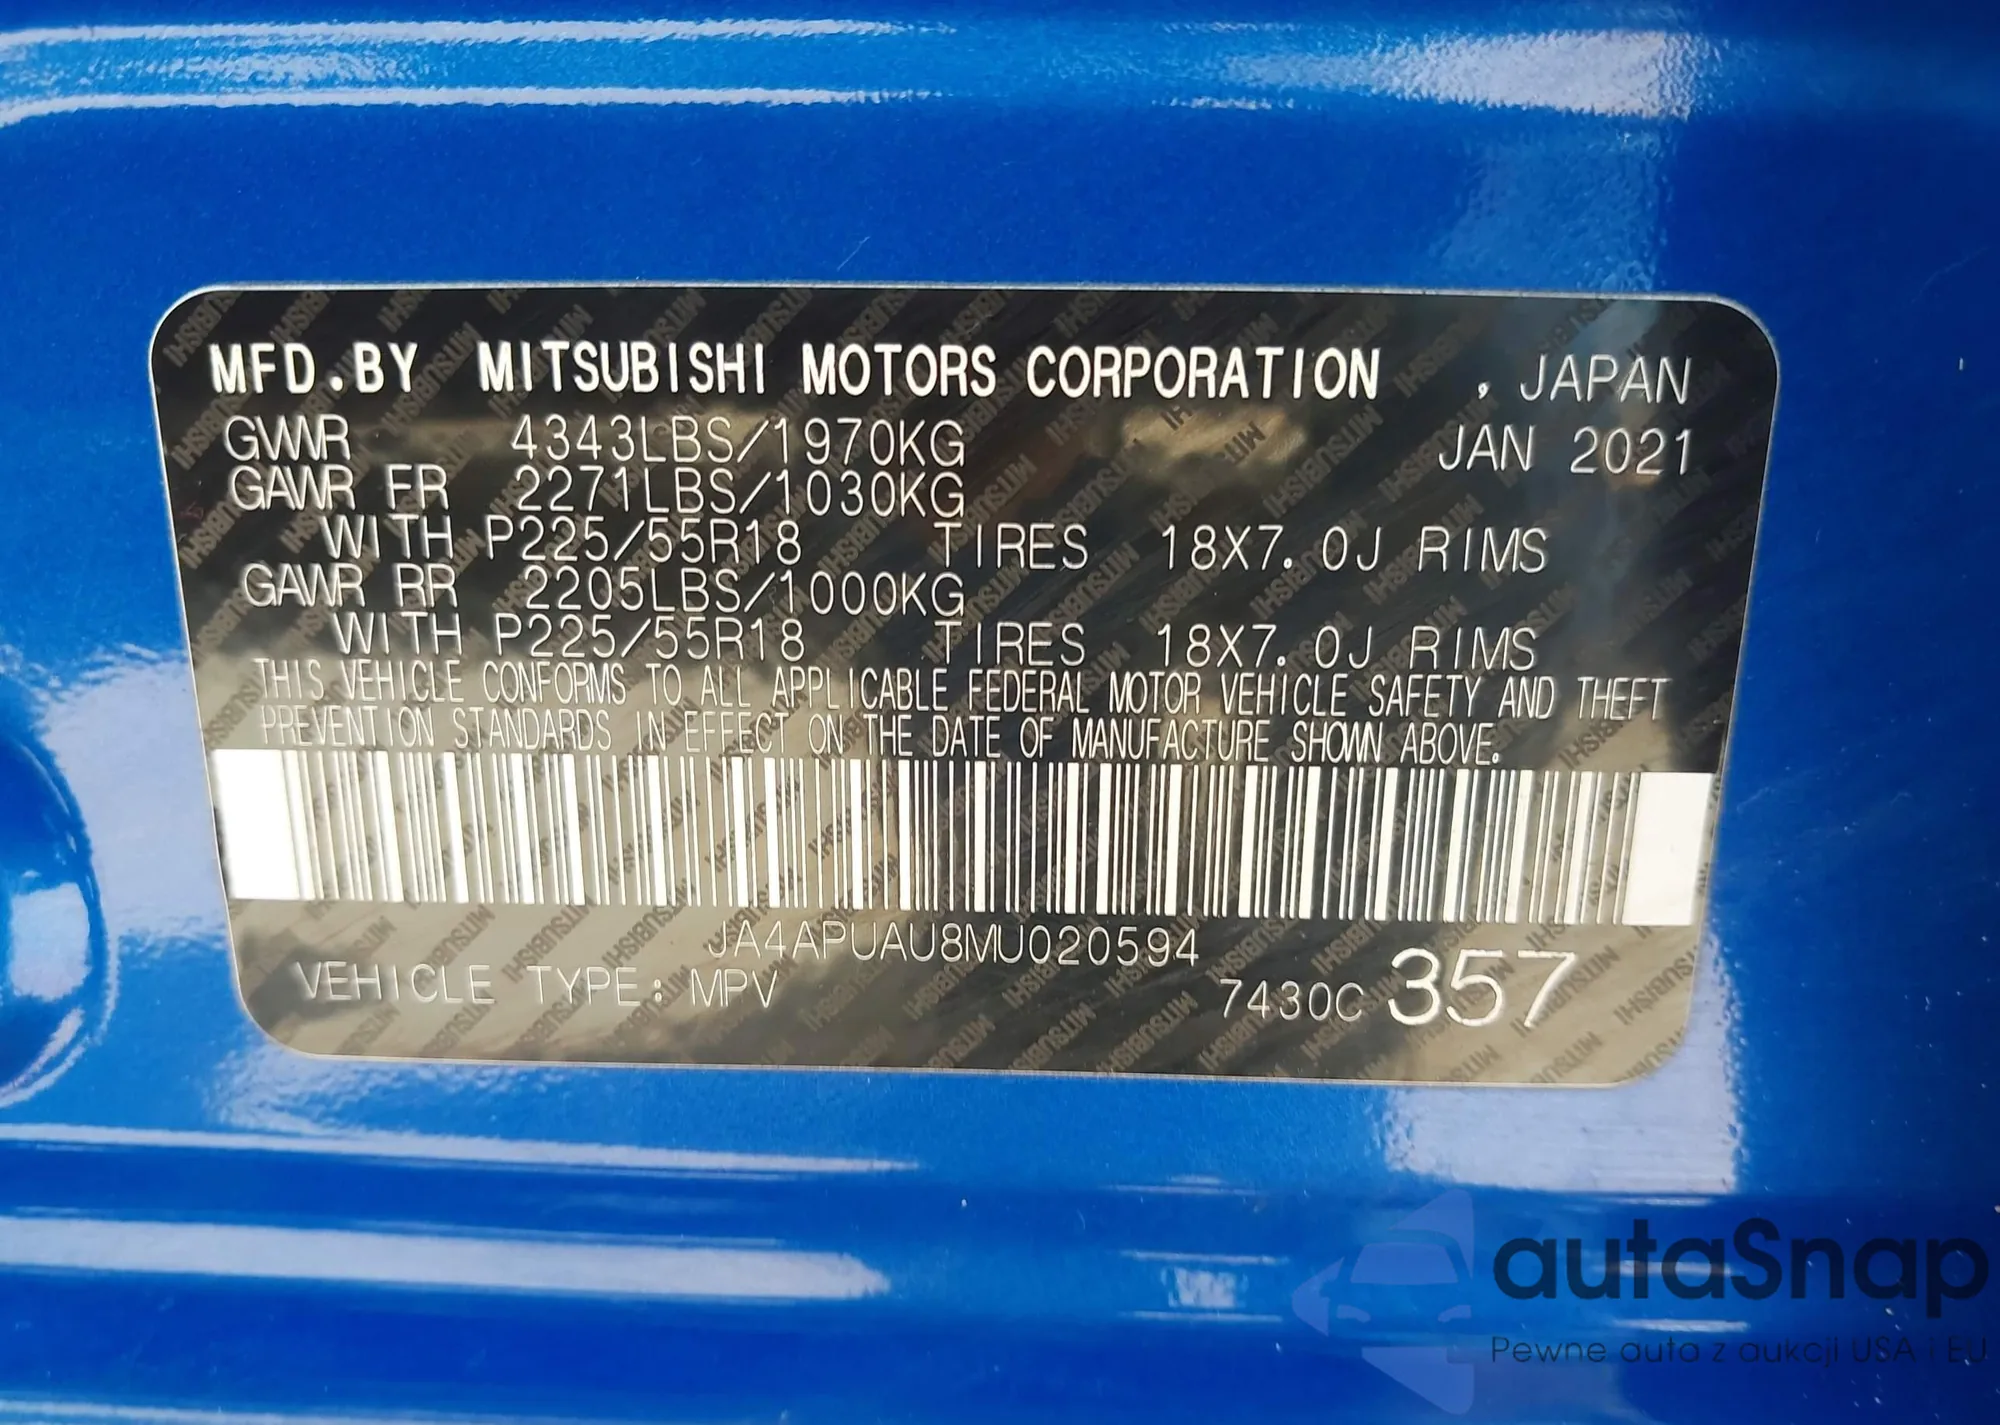 MFD.BY MITSUBISHI MOTORS CORPORATION , JAPAN
GVWR 4343LBS/1970KG JAN 2021
GAWR FR 2271LBS/1030KG
WITH P225/55R18 TIRES 18X7.0J RIMS
GAWR RR 2205LBS/1000KG
WITH P225/55R18 TIRES 18X7.0J RIMS
THIS VEHICLE CONFORMS TO ALL APPLICABLE FEDERAL MOTOR VEHICLE SAFETY AND THEFT
PREVENTION STANDARDS IN EFFECT ON THE DATE OF MANUFACTURE SHOWN ABOVE.
JA4APUAU8MU020594
VEHICLE TYPE: MPV 7430C 357
autaSnap
Pewne auta z aukcji USA i EU